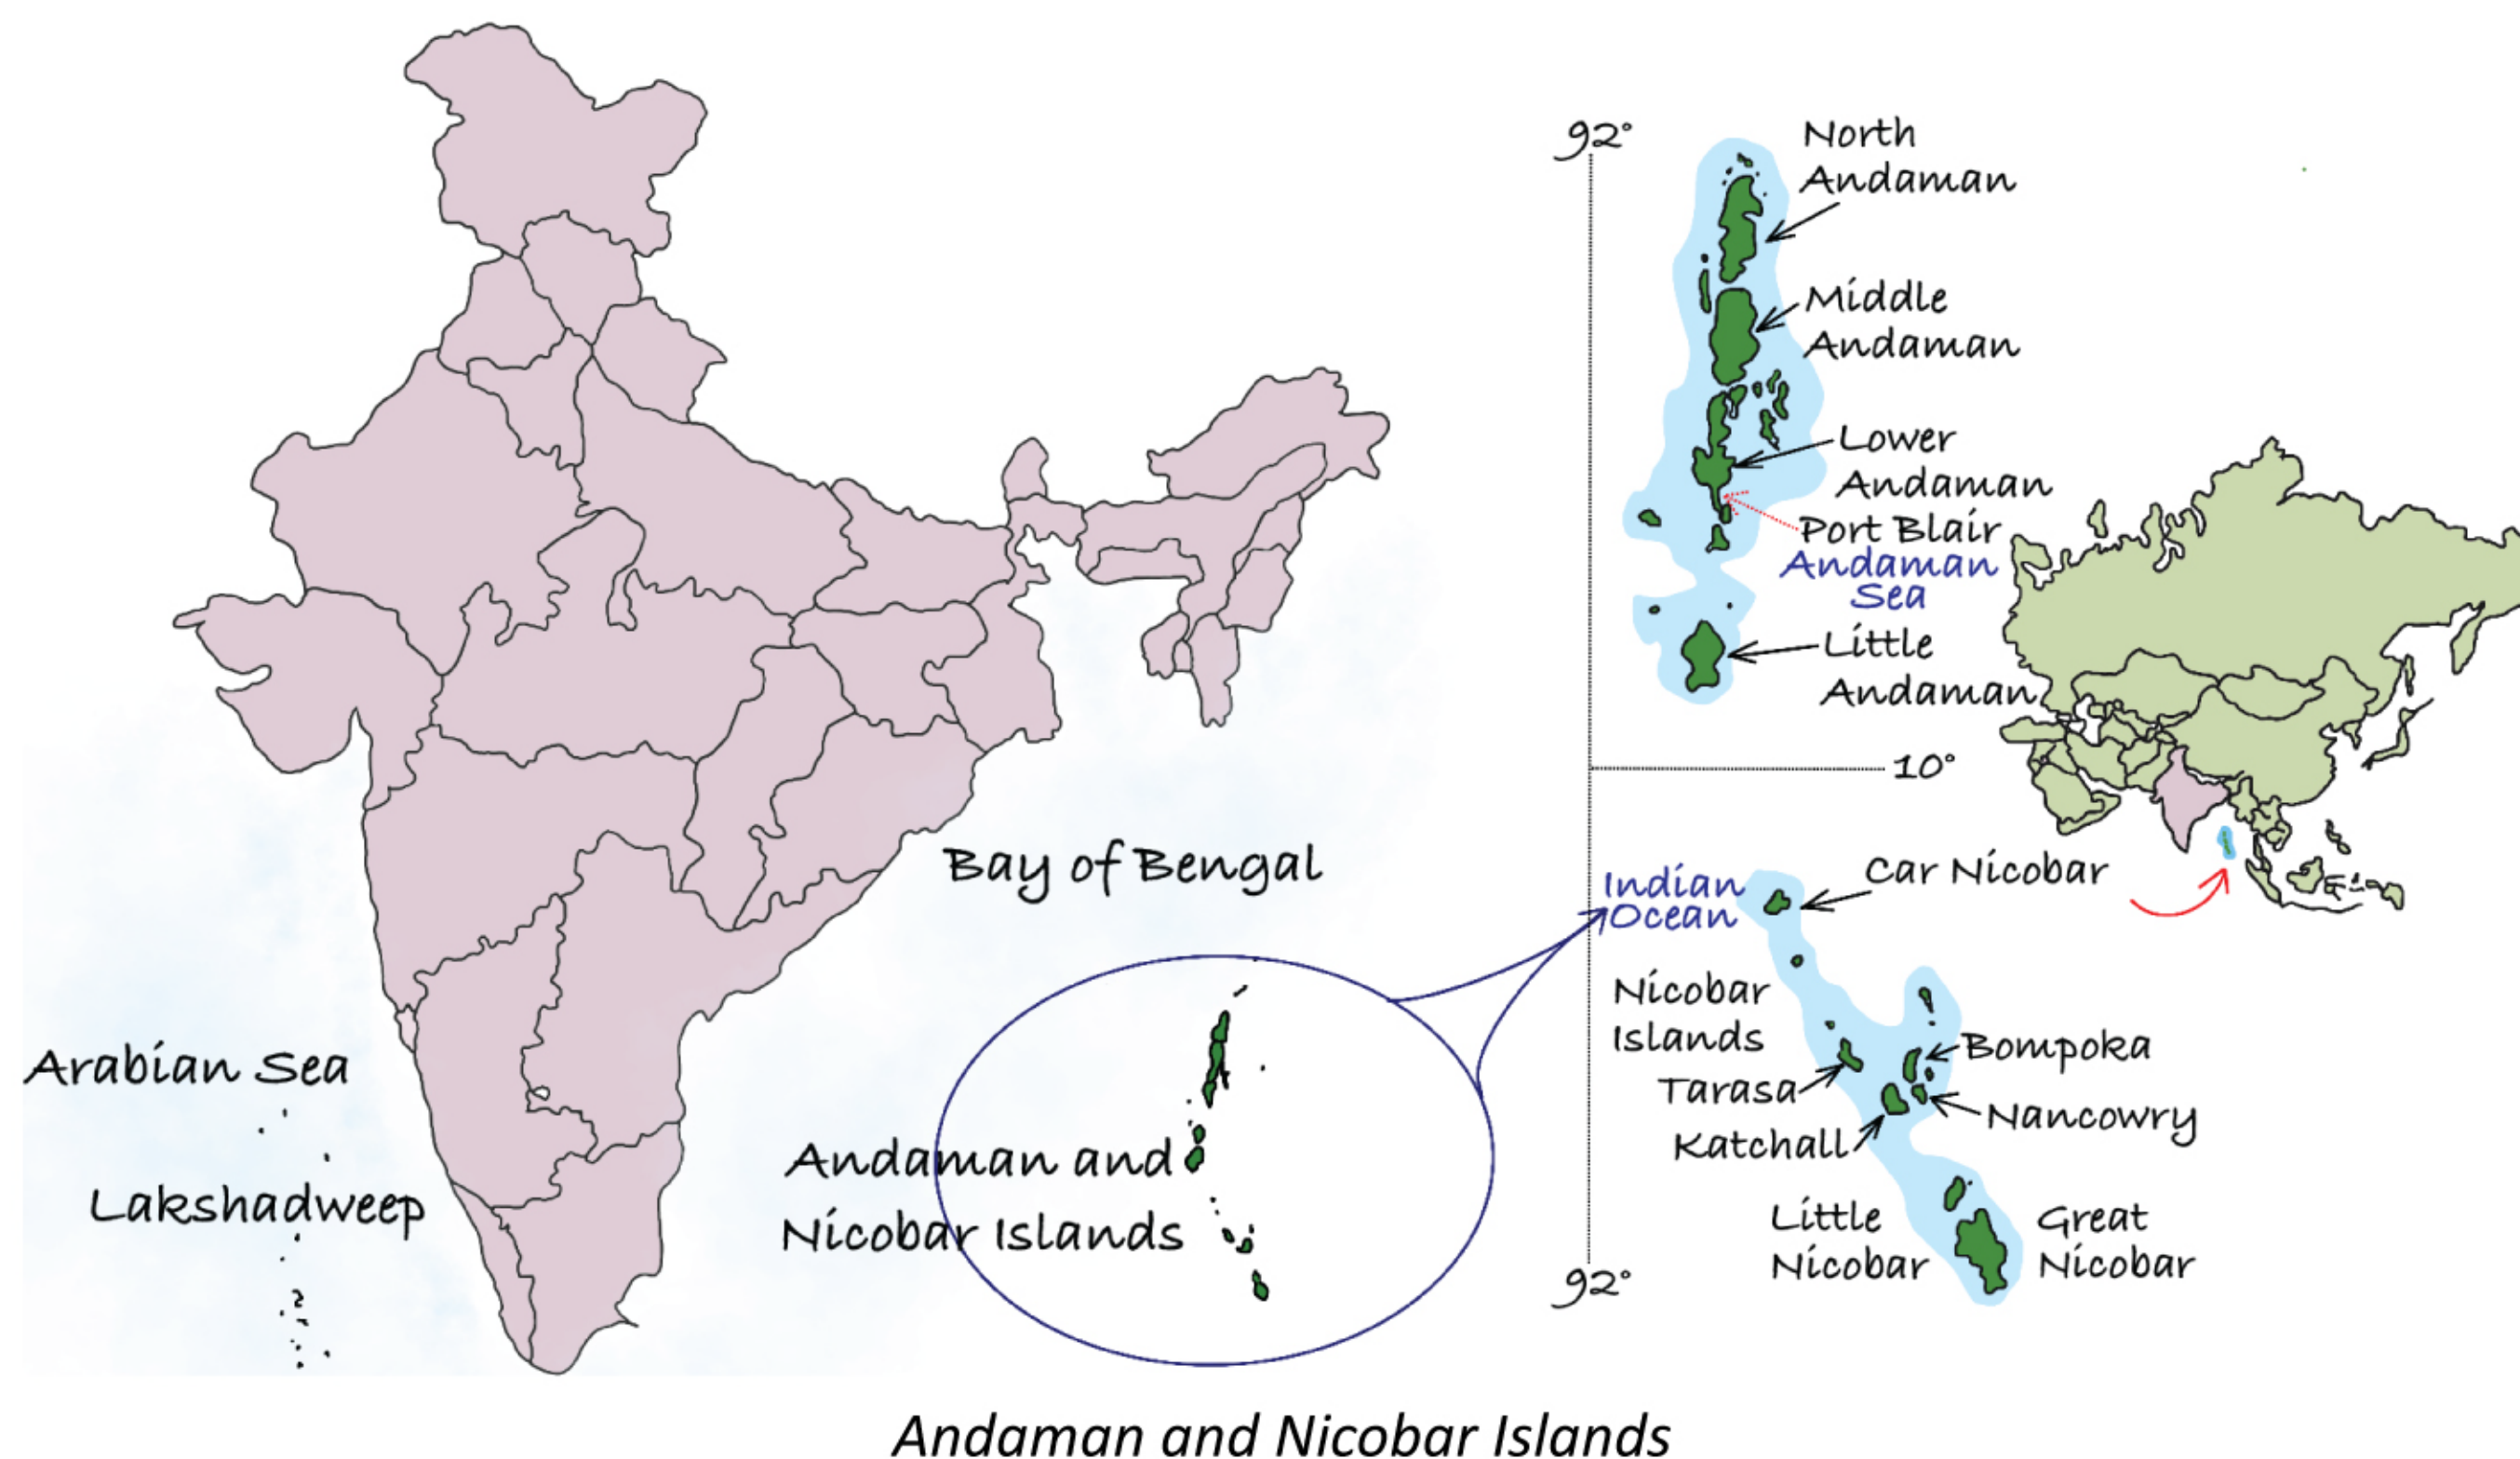 92°
North
Andaman
Middle
Andaman
Lower
Andaman
Port Blair
Andaman
Sea
Little
Andaman
10°
Bay of Bengal
Indian
Ocean
Car Nicobar
Nicobar
Islands
Bompoka
Tarasa
Nancowry
Katchall
Little
Nicobar
Great
Nicobar
92°
Arabian Sea
Lakshadweep
Andaman and
Nicobar Islands
Andaman and Nicobar Islands